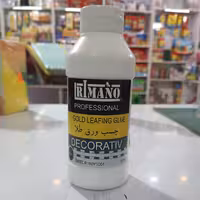 RIMANO
PROFESSIONAL
GOLD LEAFING GLUE
چسب ورق طلا
DECORATIV